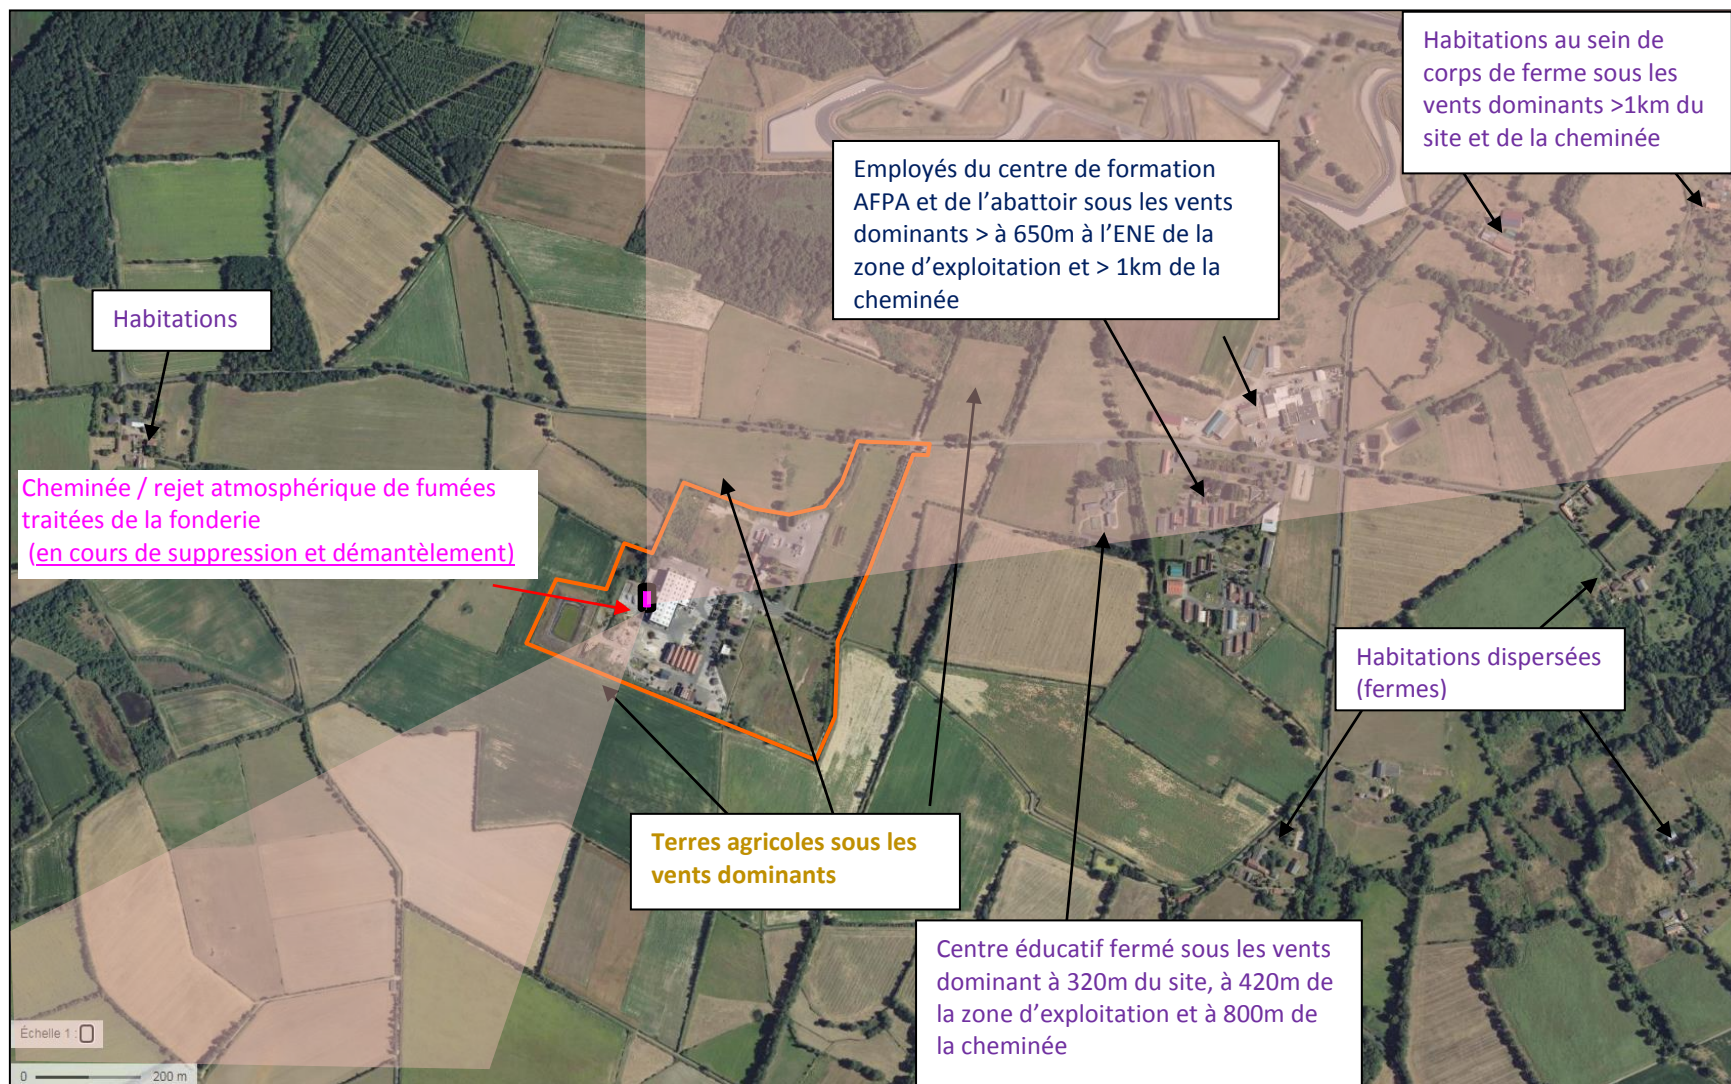 Habitations au sein de
corps de ferme sous les
vents dominants >1km du
site et de la cheminée
Employés du centre de formation
AFPA et de l’abattoir sous les vents
dominants > à 650m à l’ENE de la
zone d’exploitation et > 1km de la
cheminée
Habitations
Cheminée / rejet atmosphérique de fumées
traitées de la fonderie
(en cours de suppression et démantèlement)
Habitations dispersées
(fermes)
Terres agricoles sous les
vents dominants
Centre éducatif fermé sous les vents
dominant à 320m du site, à 420m de
la zone d’exploitation et à 800m de
la cheminée
Échelle 1 :
0 200 m